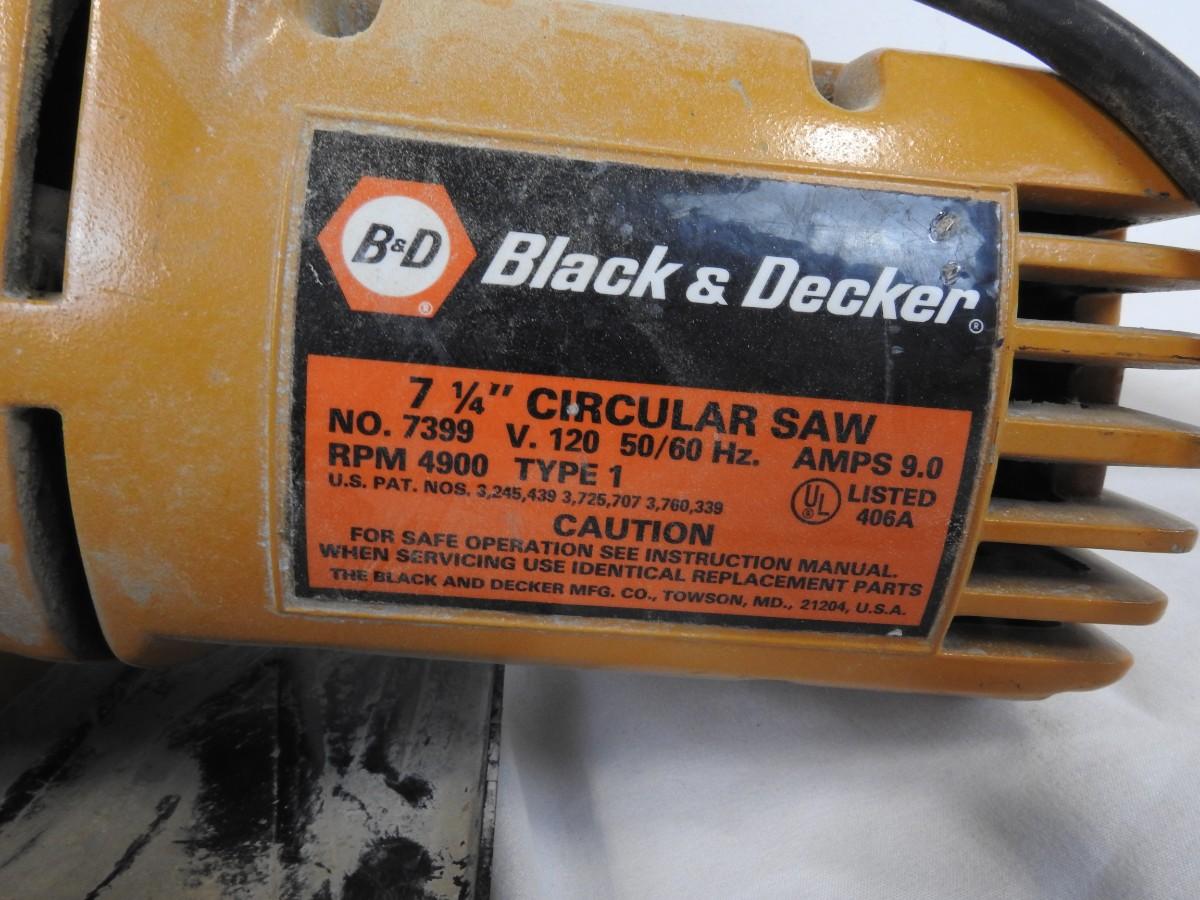 B&D ®
Black & Decker ®
7 ¼" CIRCULAR SAW
NO. 7399 V. 120 50/60 Hz. AMPS 9.0
RPM 4900 TYPE 1
U.S. PAT. NOS. 3,245,439 3,725,707 3,760,339
UL ® LISTED
406A
CAUTION
FOR SAFE OPERATION SEE INSTRUCTION MANUAL.
WHEN SERVICING USE IDENTICAL REPLACEMENT PARTS
THE BLACK AND DECKER MFG. CO., TOWSON, MD., 21204, U.S.A.